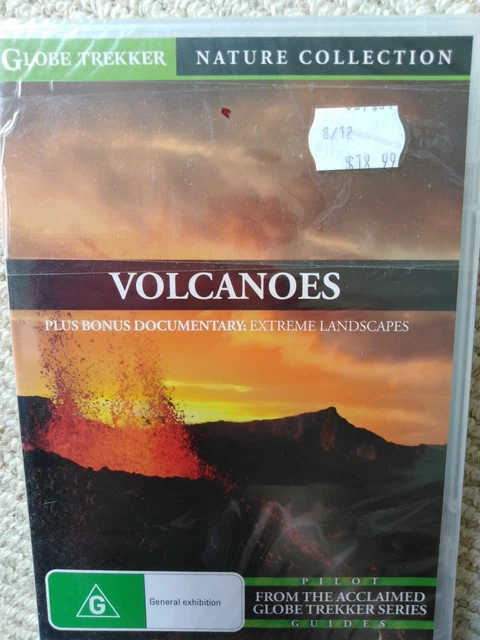 GLOBE TREKKER NATURE COLLECTION
8/12
$18.99
VOLCANOES
PLUS BONUS DOCUMENTARY: EXTREME LANDSCAPES
G
General exhibition
PILOT
FROM THE ACCLAIMED
GLOBE TREKKER SERIES
GUIDES